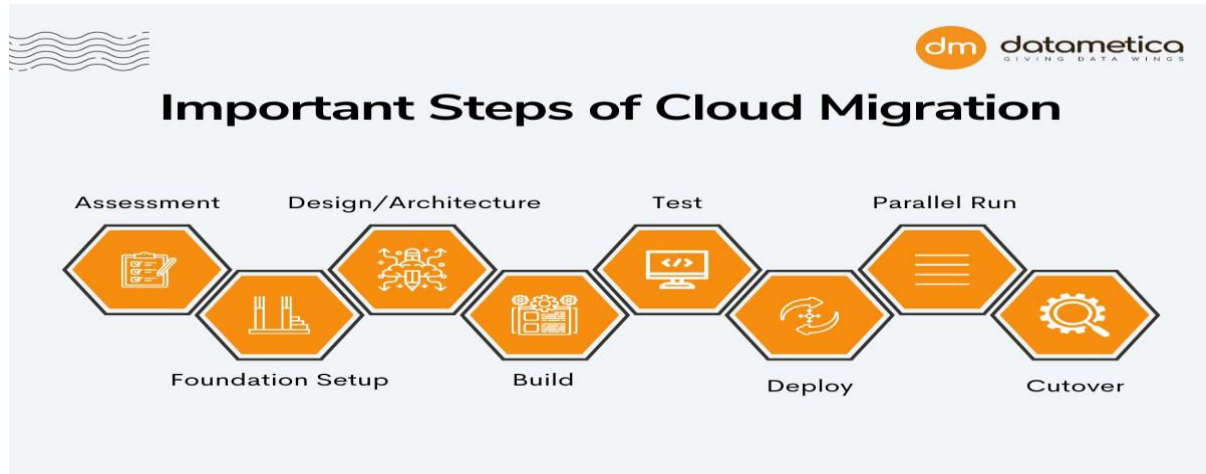 dm datametica
GIVING DATA WINGS
Important Steps of Cloud Migration
Assessment
Design/Architecture
Test
Parallel Run
</>
Foundation Setup
Build
Deploy
Cutover